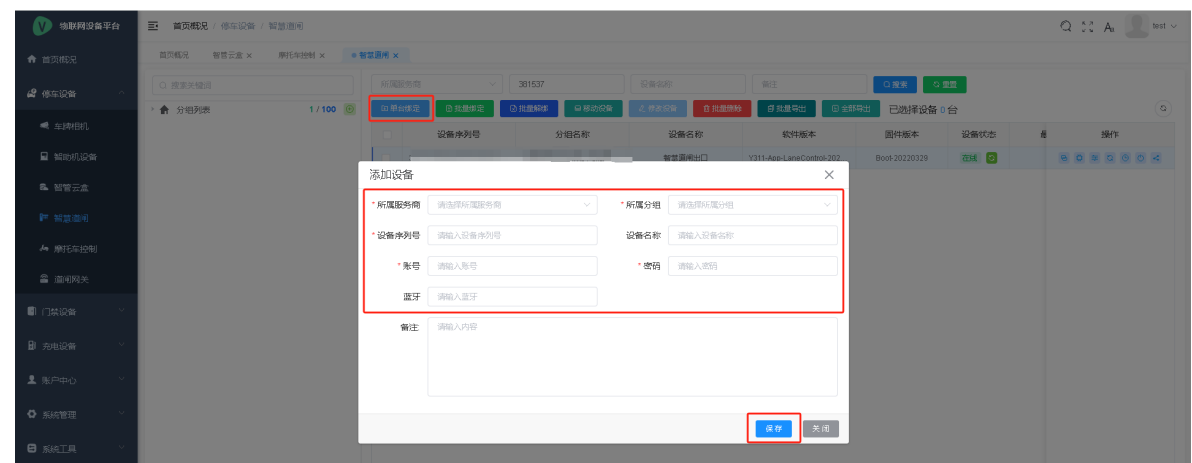 物联网设备平台
首页概况 / 停车设备 / 智慧道闸
test
首页概况
智管云盒
摩托车控制
智慧道闸
首页概况
停车设备
车牌相机
智助机设备
智管云盒
智慧道闸
摩托车控制
道闸网关
门禁设备
充电设备
账户中心
系统管理
系统工具
搜索关键词
分组列表
1 / 100
所属服务商
381537
设备名称
备注
搜索
重置
单台绑定
批量绑定
批量解绑
移动设备
修改设备
批量删除
批量导出
全部导出
已选择设备 0 台
设备序列号
分组名称
设备名称
软件版本
固件版本
设备状态
操作
智慧道闸出口
V311-App-LaneControl-202
Boot-20220329
在线
添加设备
* 所属服务商 请选择所属服务商
* 所属分组 请选择所属分组
* 设备序列号 请输入设备序列号
设备名称 请输入设备名称
* 账号 请输入账号
* 密码 请输入密码
蓝牙 请输入蓝牙
备注 请输入内容
保存
关闭